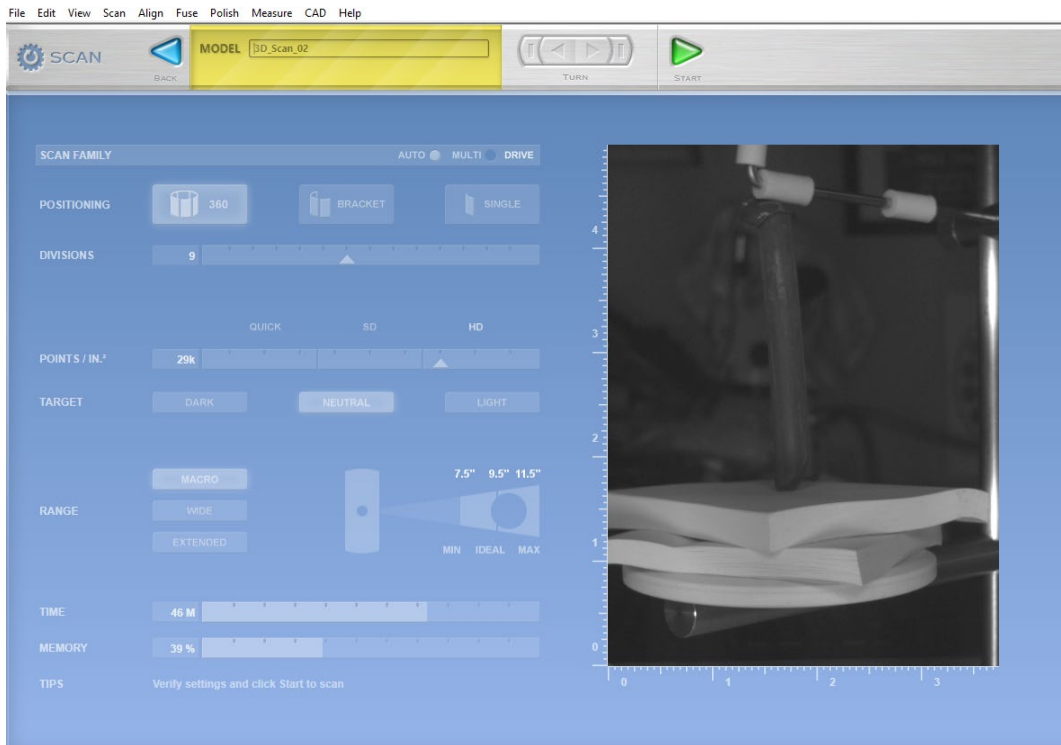 File Edit View Scan Align Fuse Polish Measure CAD Help
SCAN
BACK
MODEL 3D_Scan_02
TURN
START
SCAN FAMILY AUTO MULTI DRIVE
POSITIONING 360 BRACKET SINGLE
DIVISIONS 9
QUICK SD HD
POINTS / IN.² 29k
TARGET DARK NEUTRAL LIGHT
MACRO
RANGE WIDE
EXTENDED
7.5" 9.5" 11.5"
MIN IDEAL MAX
TIME 46 M
MEMORY 39 %
TIPS Verify settings and click Start to scan
4
3
2
1
0
0 1 2 3